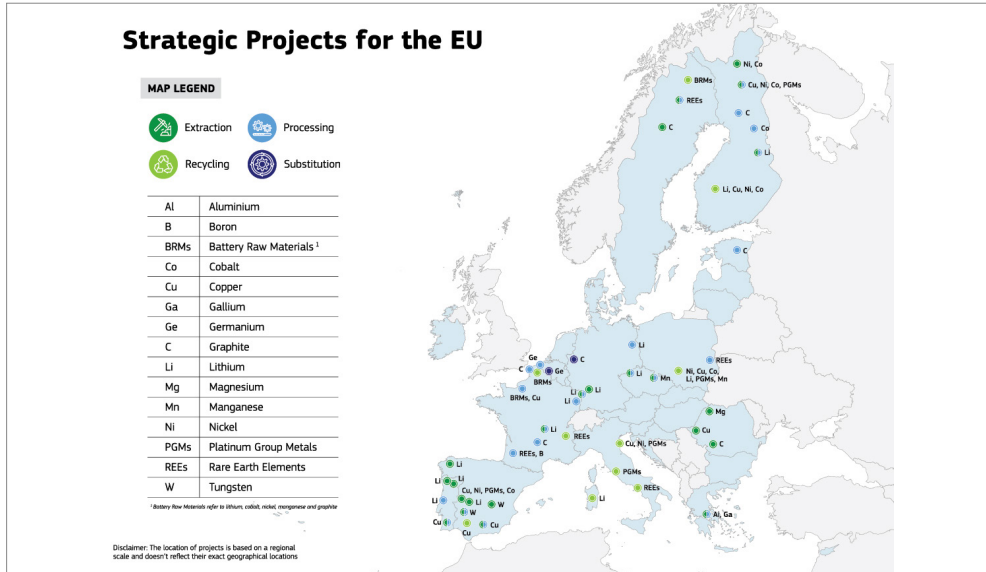 Strategic Projects for the EU
MAP LEGEND
Extraction
Processing
Recycling
Substitution
Al Aluminium
B Boron
BRMs Battery Raw Materials ¹
Co Cobalt
Cu Copper
Ga Gallium
Ge Germanium
C Graphite
Li Lithium
Mg Magnesium
Mn Manganese
Ni Nickel
PGMs Platinum Group Metals
REEs Rare Earth Elements
W Tungsten
¹ Battery Raw Materials refer to lithium, cobalt, nickel, manganese and graphite
Disclaimer: The location of projects is based on a regional
scale and doesn't reflect their exact geographical locations
Ni, Co
BRMs
Cu, Ni, Co, PGMs
REEs
C
C
Co
Li
Li, Cu, Ni, Co
C
Li
Ge
C
REEs
C
Ge
BRMs
Li
Mn
Ni, Cu, Co,
Li, PGMs, Mn
BRMs, Cu
Li
Li
Li
Mg
Li
REEs
Cu
C
Cu, Ni, PGMs
C
REEs, B
Li
PGMs
Li
Li
REEs
Cu, Ni, PGMs, Co
Li
Li
W
Li
W
Al, Ga
Cu
Cu
Cu